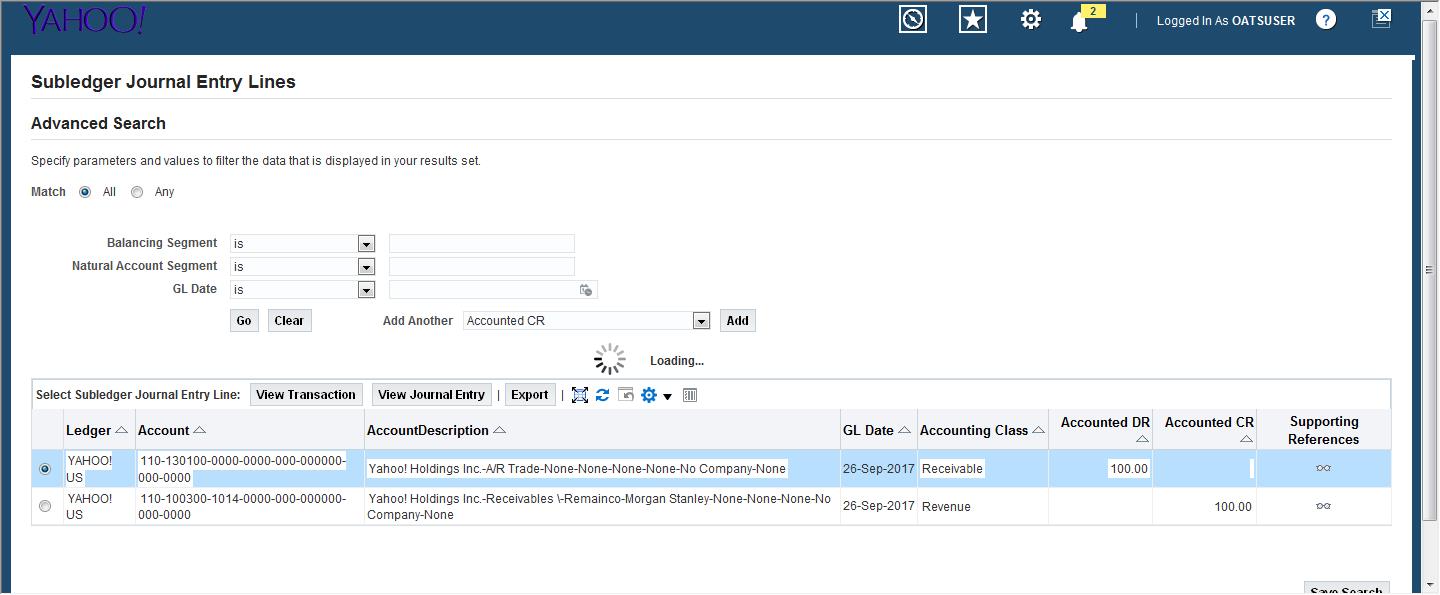 YAHOO!
2
Logged In As OATSUSER
?
Subledger Journal Entry Lines
Advanced Search
Specify parameters and values to filter the data that is displayed in your results set.
Match All Any
Balancing Segment is
Natural Account Segment is
GL Date is
Go Clear Add Another Accounted CR Add
Loading...
Select Subledger Journal Entry Line: View Transaction View Journal Entry | Export |
Ledger Account AccountDescription GL Date Accounting Class Accounted DR Accounted CR Supporting References
YAHOO! US 110-130100-0000-0000-000-000000-000-0000 Yahoo! Holdings Inc.-A/R Trade-None-None-None-None-No Company-None 26-Sep-2017 Receivable 100.00
YAHOO! US 110-100300-1014-0000-000-000000-000-0000 Yahoo! Holdings Inc.-Receivables \-Remainco-Morgan Stanley-None-None-None-No Company-None 26-Sep-2017 Revenue 100.00
Save Search